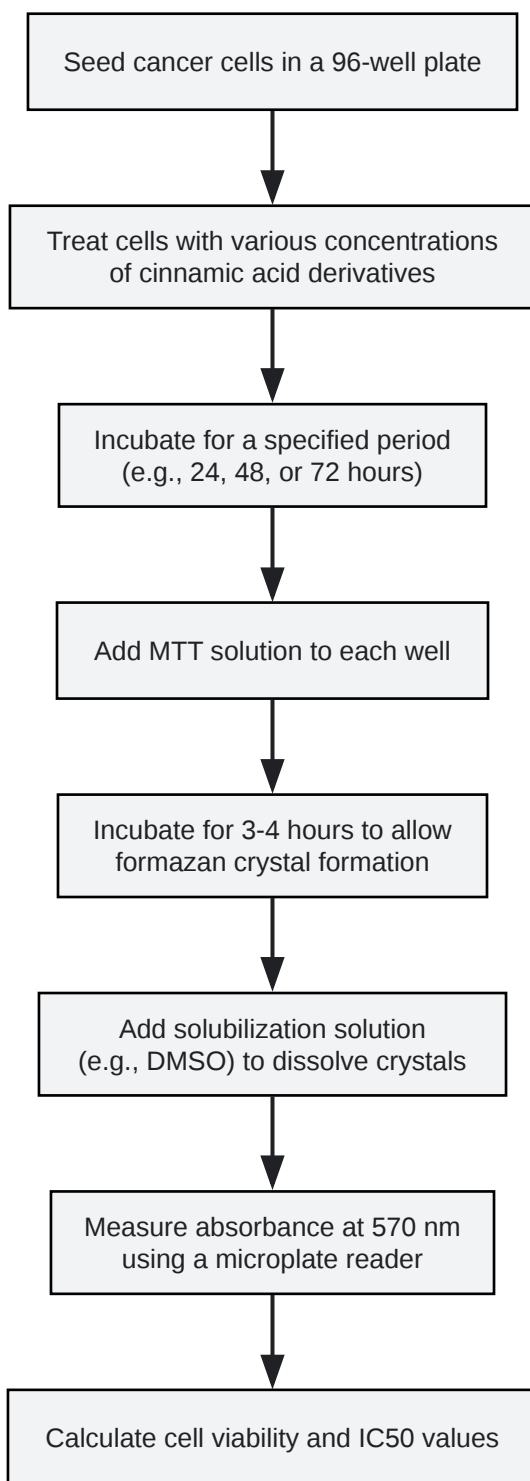 Seed cancer cells in a 96-well plate
Treat cells with various concentrations
of cinnamic acid derivatives
Incubate for a specified period
(e.g., 24, 48, or 72 hours)
Add MTT solution to each well
Incubate for 3-4 hours to allow
formazan crystal formation
Add solubilization solution
(e.g., DMSO) to dissolve crystals
Measure absorbance at 570 nm
using a microplate reader
Calculate cell viability and IC50 values